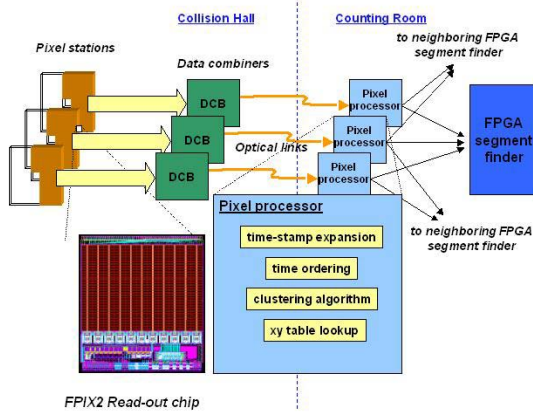 Collision Hall
Counting Room
Pixel stations
Data combiners
to neighboring FPGA
segment finder
DCB
DCB
DCB
Optical links
Pixel
processor
Pixel
processor
Pixel
processor
FPGA
segment
finder
to neighboring FPGA
segment finder
Pixel processor
time-stamp expansion
time ordering
clustering algorithm
xy table lookup
FPIX2 Read-out chip